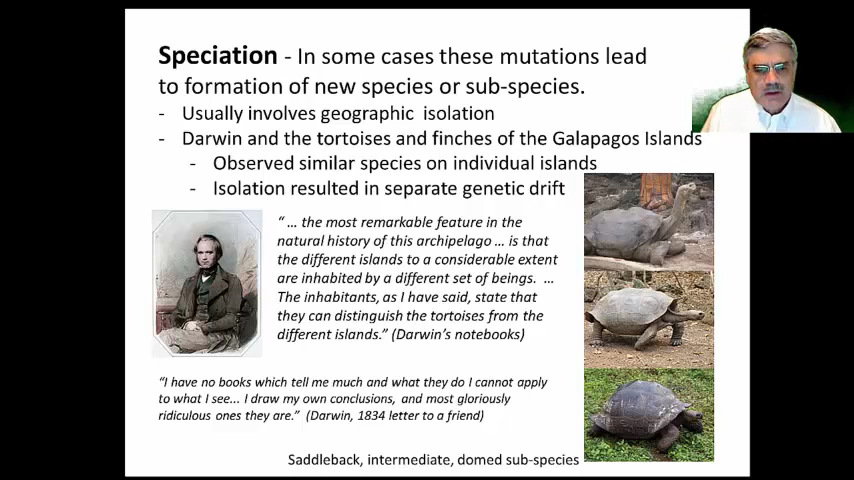 Speciation - In some cases these mutations lead
to formation of new species or sub-species.
- Usually involves geographic isolation
- Darwin and the tortoises and finches of the Galapagos Islands
- Observed similar species on individual islands
- Isolation resulted in separate genetic drift
“ … the most remarkable feature in the
natural history of this archipelago … is that
the different islands to a considerable extent
are inhabited by a different set of beings. …
The inhabitants, as I have said, state that
they can distinguish the tortoises from the
different islands.” (Darwin’s notebooks)
“I have no books which tell me much and what they do I cannot apply
to what I see... I draw my own conclusions, and most gloriously
ridiculous ones they are.” (Darwin, 1834 letter to a friend)
Saddleback, intermediate, domed sub-species